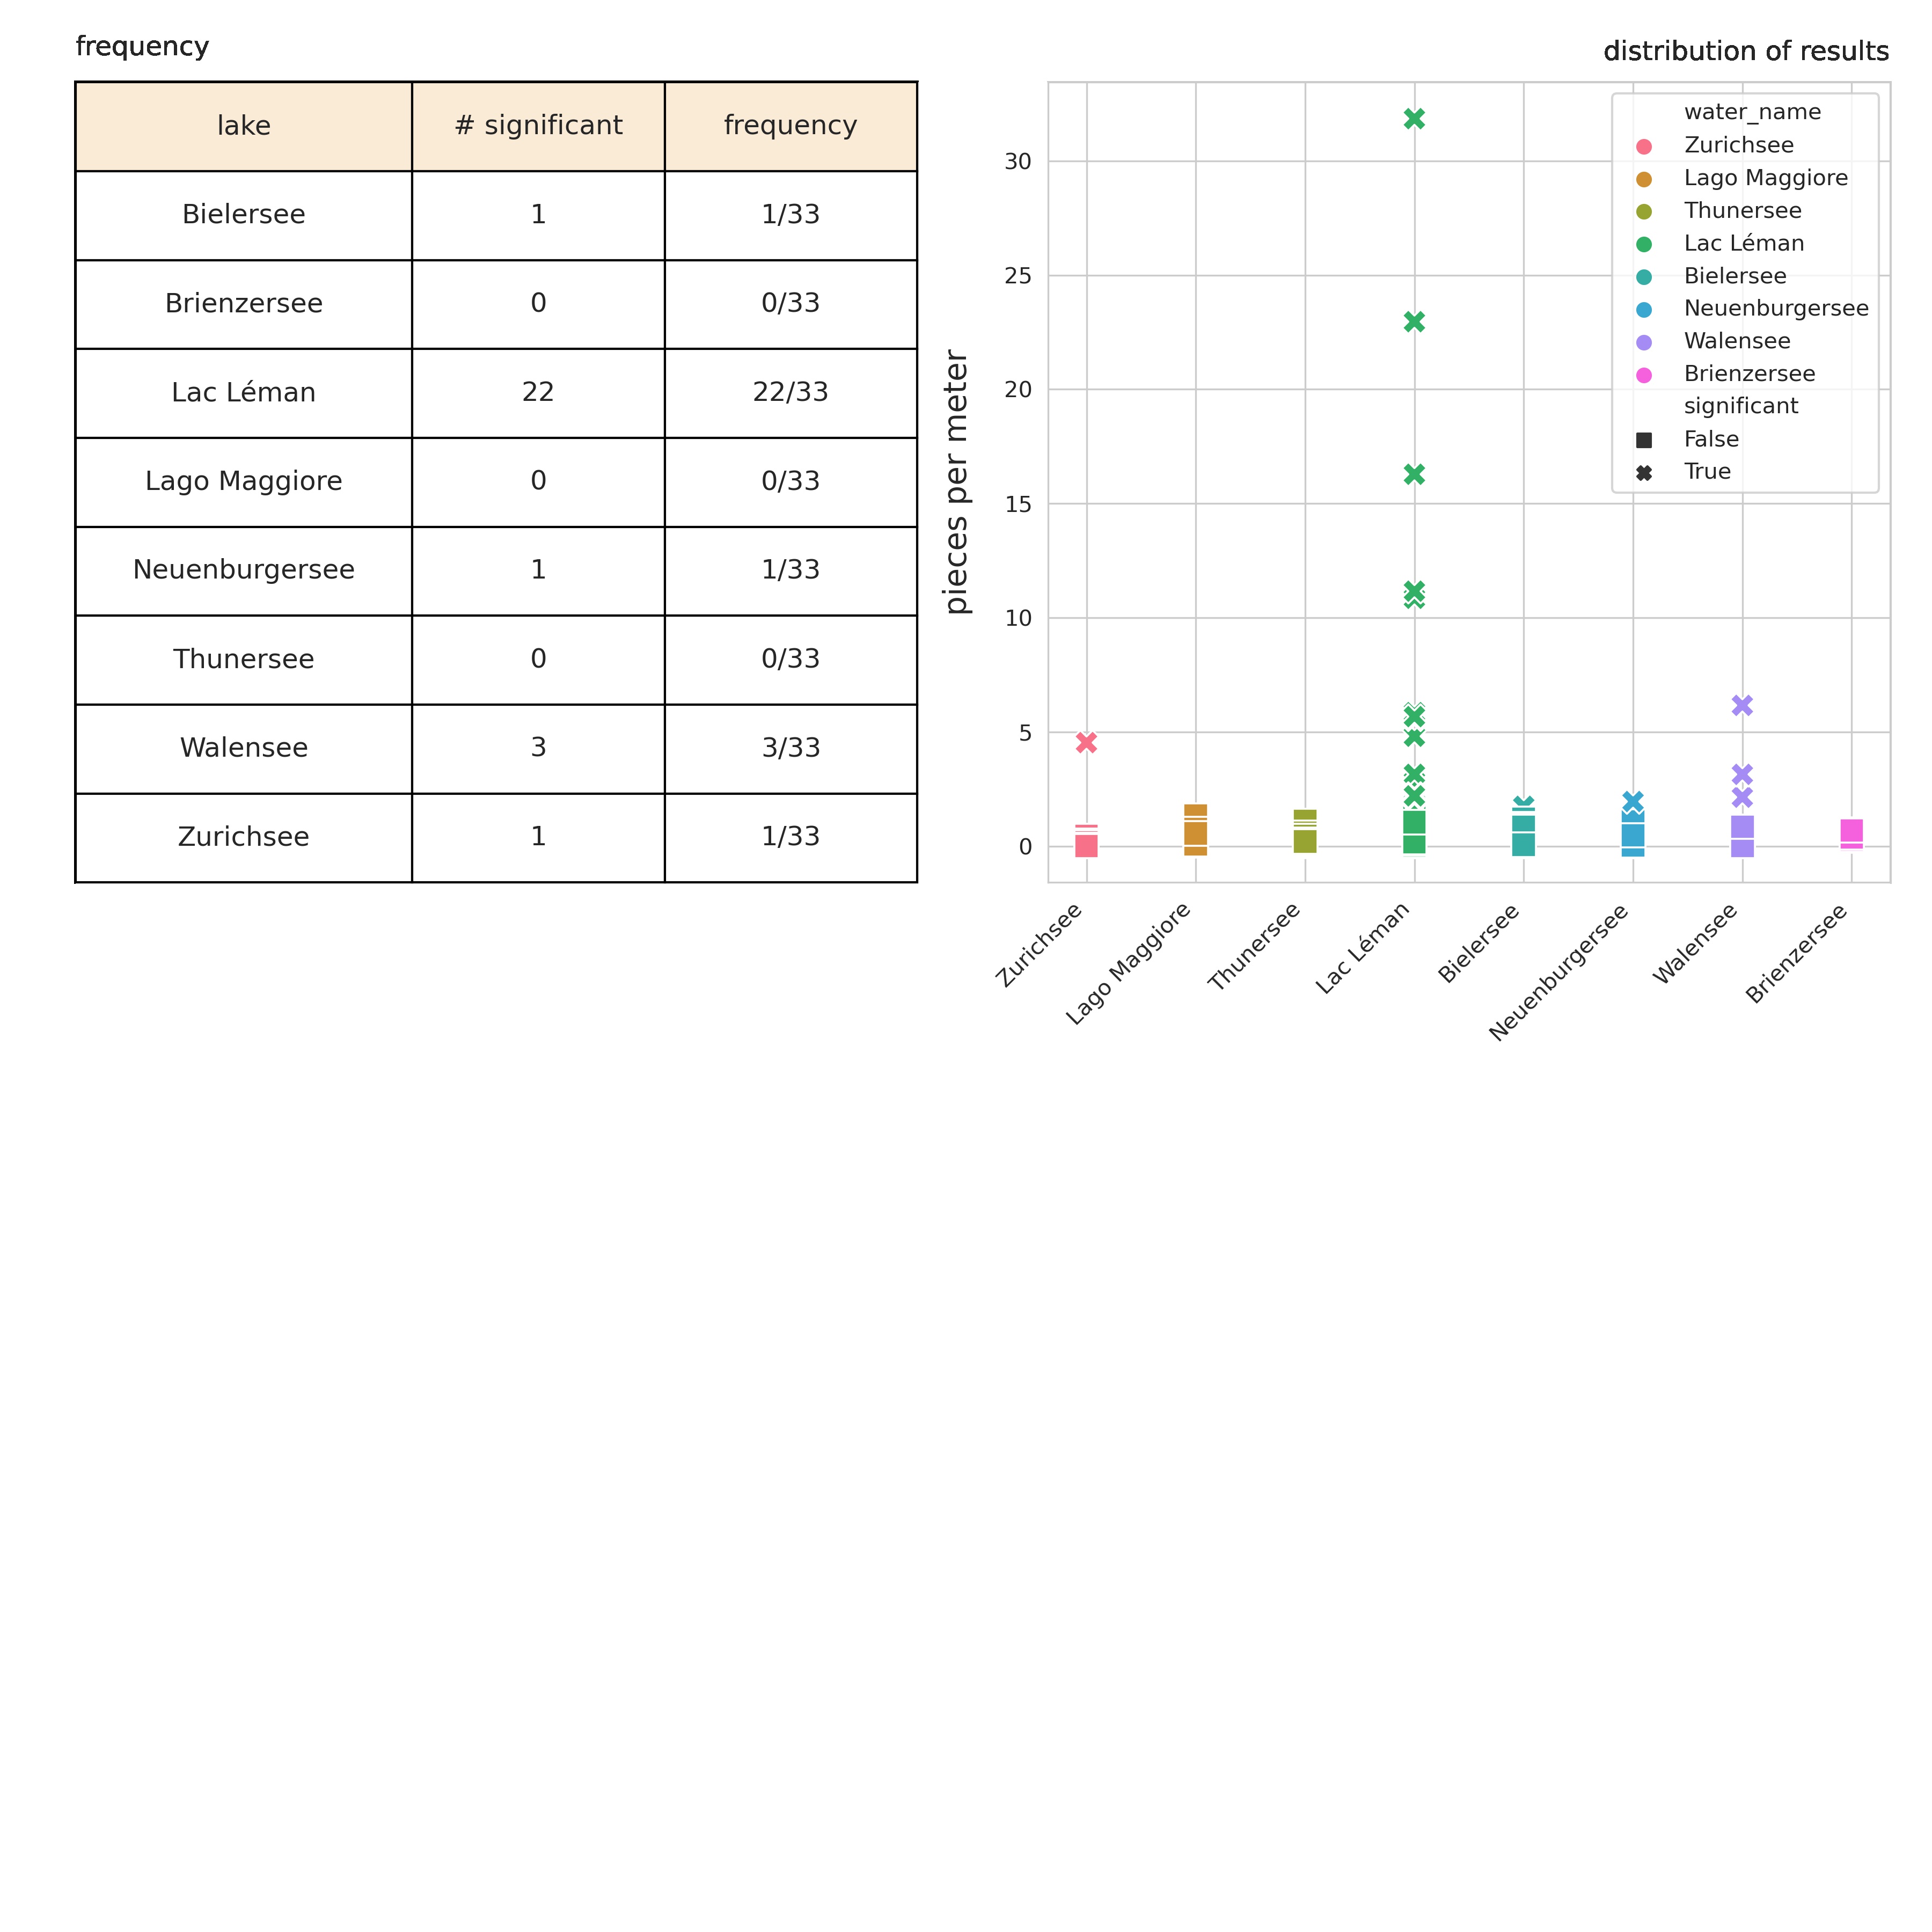 frequency
lake # significant frequency
Bielersee 1 1/33
Brienzersee 0 0/33
Lac Léman 22 22/33
Lago Maggiore 0 0/33
Neuenburgersee 1 1/33
Thunersee 0 0/33
Walensee 3 3/33
Zurichsee 1 1/33
distribution of results
pieces per meter
30
25
20
15
10
5
0
water_name
Zurichsee
Lago Maggiore
Thunersee
Lac Léman
Bielersee
Neuenburgersee
Walensee
Brienzersee
significant
False
True
Zurichsee
Lago Maggiore
Thunersee
Lac Léman
Bielersee
Neuenburgersee
Walensee
Brienzersee